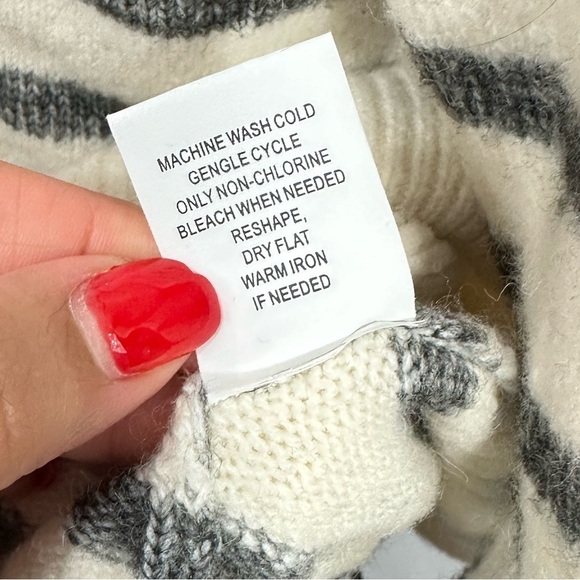 MACHINE WASH COLD
GENGLE CYCLE
ONLY NON-CHLORINE
BLEACH WHEN NEEDED
RESHAPE,
DRY FLAT
WARM IRON
IF NEEDED